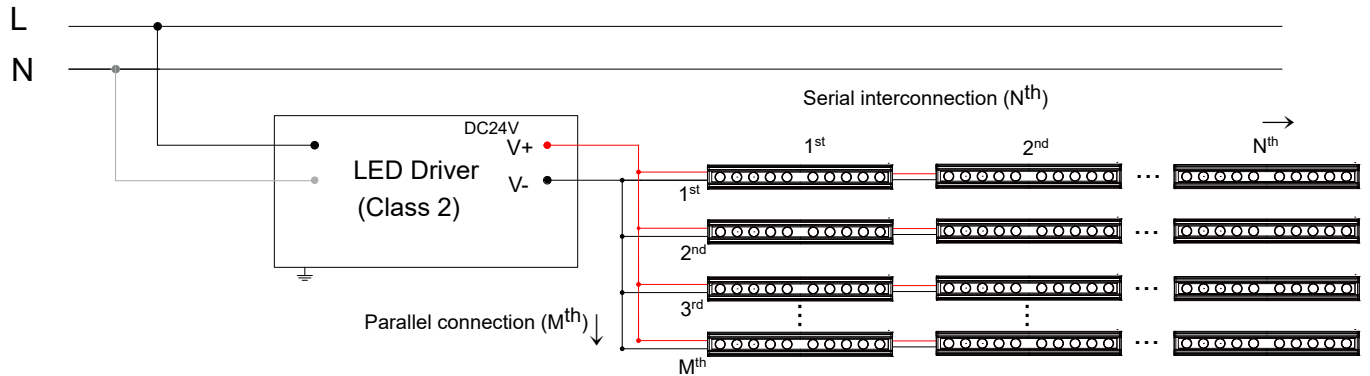 L
N
Serial interconnection (Nth)
DC24V
V+
V-
LED Driver
(Class 2)
1st
2nd
Nth
1st
2nd
3rd
Mth
Parallel connection (Mth)